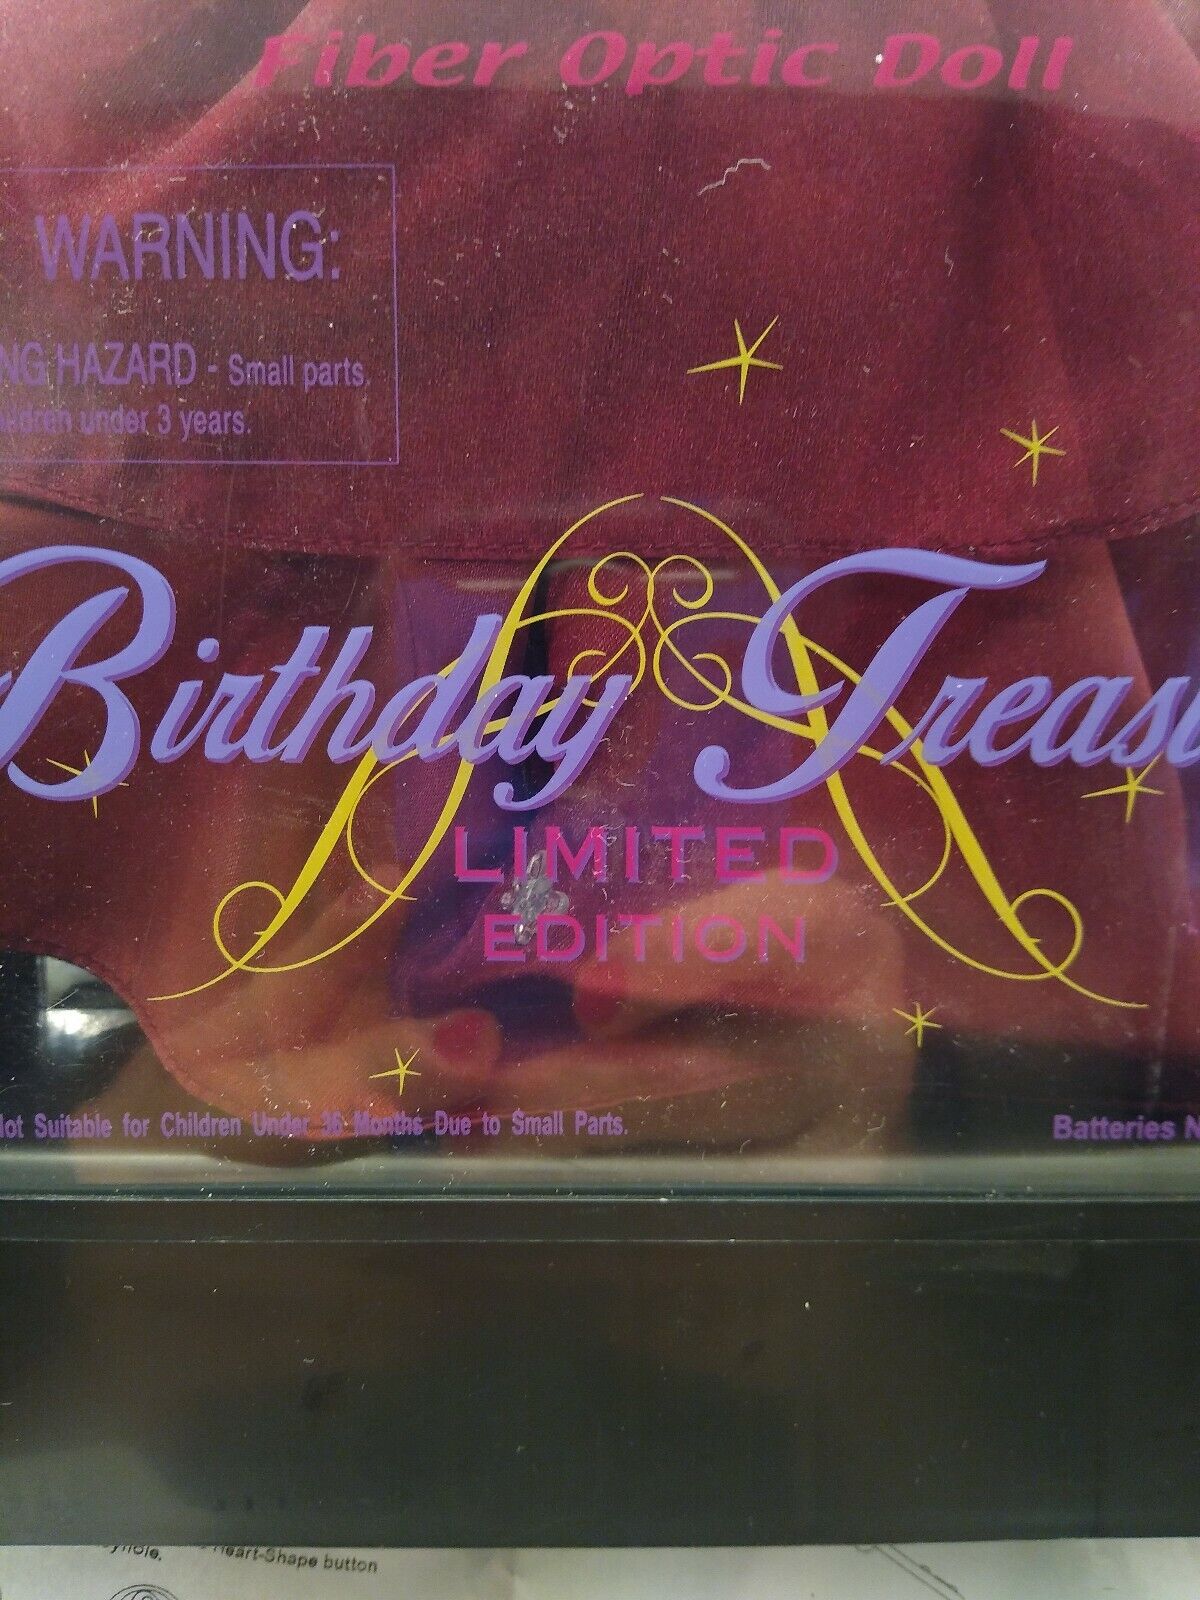 Fiber Optic Doll
WARNING:
NG HAZARD - Small parts.
under 3 years.
Birthday Treas
LIMITED
EDITION
Not Suitable for Children Under 36 Months Due to Small Parts.
Batteries N
Heart-Shape button